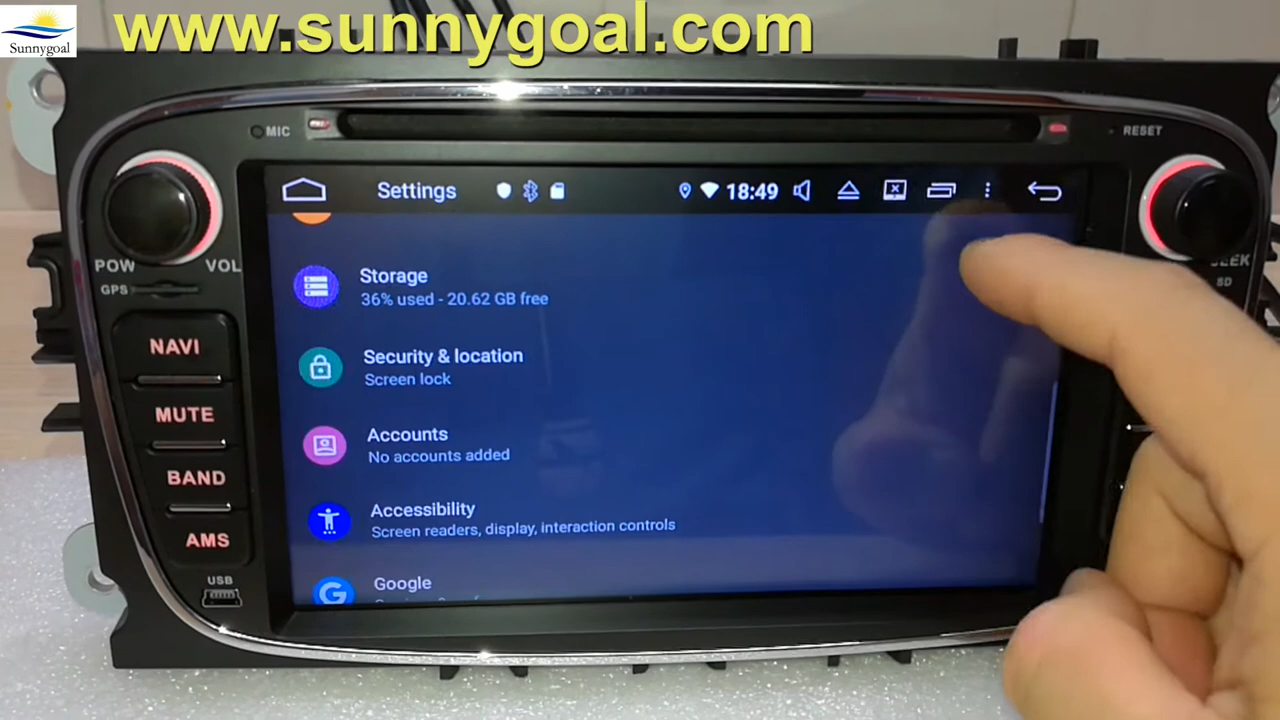 www.sunnygoal.com
Sunnygoal
MIC
RESET
Settings
18:49
POW
VOL
GPS
SEEK
SD
Storage
36% used - 20.62 GB free
NAVI
Security & location
Screen lock
MUTE
Accounts
No accounts added
BAND
Accessibility
Screen readers, display, interaction controls
AMS
USB
Google
G